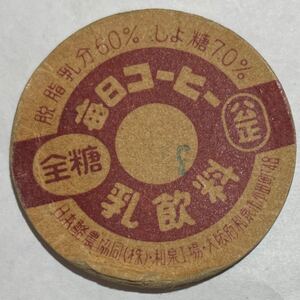 脱脂乳分60% しよ糖7.0%
毎日コーヒー
公正
全糖
乳飲料
日本酪農協同(株)・和泉工場・大阪府和泉市